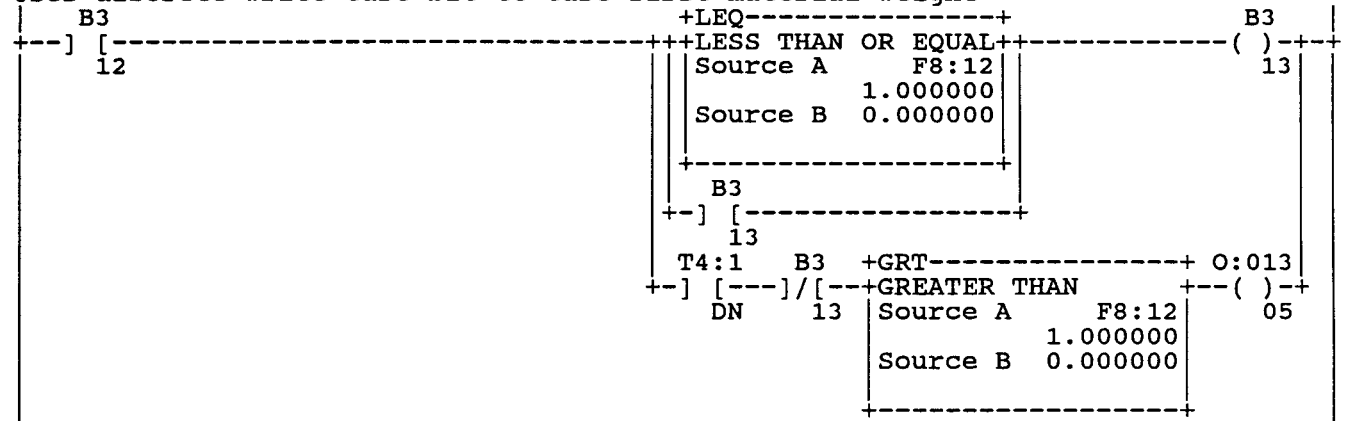 B3 +LEQ---------------+ B3
+--] [--------------------------------+++LESS THAN OR EQUAL++------------( )-+-+
12 Source A F8:12 13
1.000000
Source B 0.000000
+------------------+
B3
+-] [----------------+
13
T4:1 B3 +GRT---------------+ O:013
+-] [---]/[--+GREATER THAN +--( )-+
DN 13 Source A F8:12 05
1.000000
Source B 0.000000
+------------------+